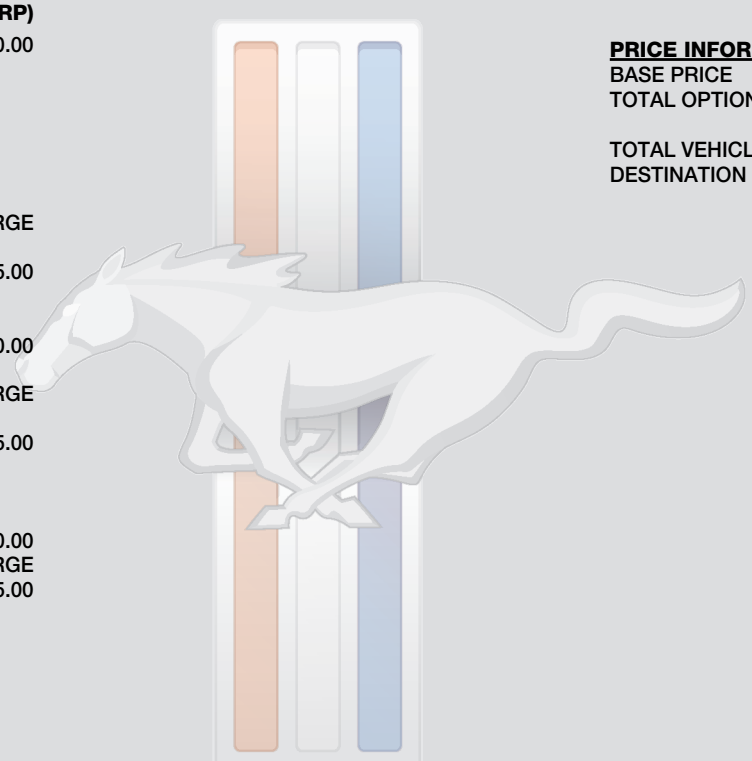 RP)
0.00
RGE
5.00
0.00
RGE
5.00
0.00
RGE
5.00
PRICE INFOR
BASE PRICE
TOTAL OPTION
TOTAL VEHICL
DESTINATION